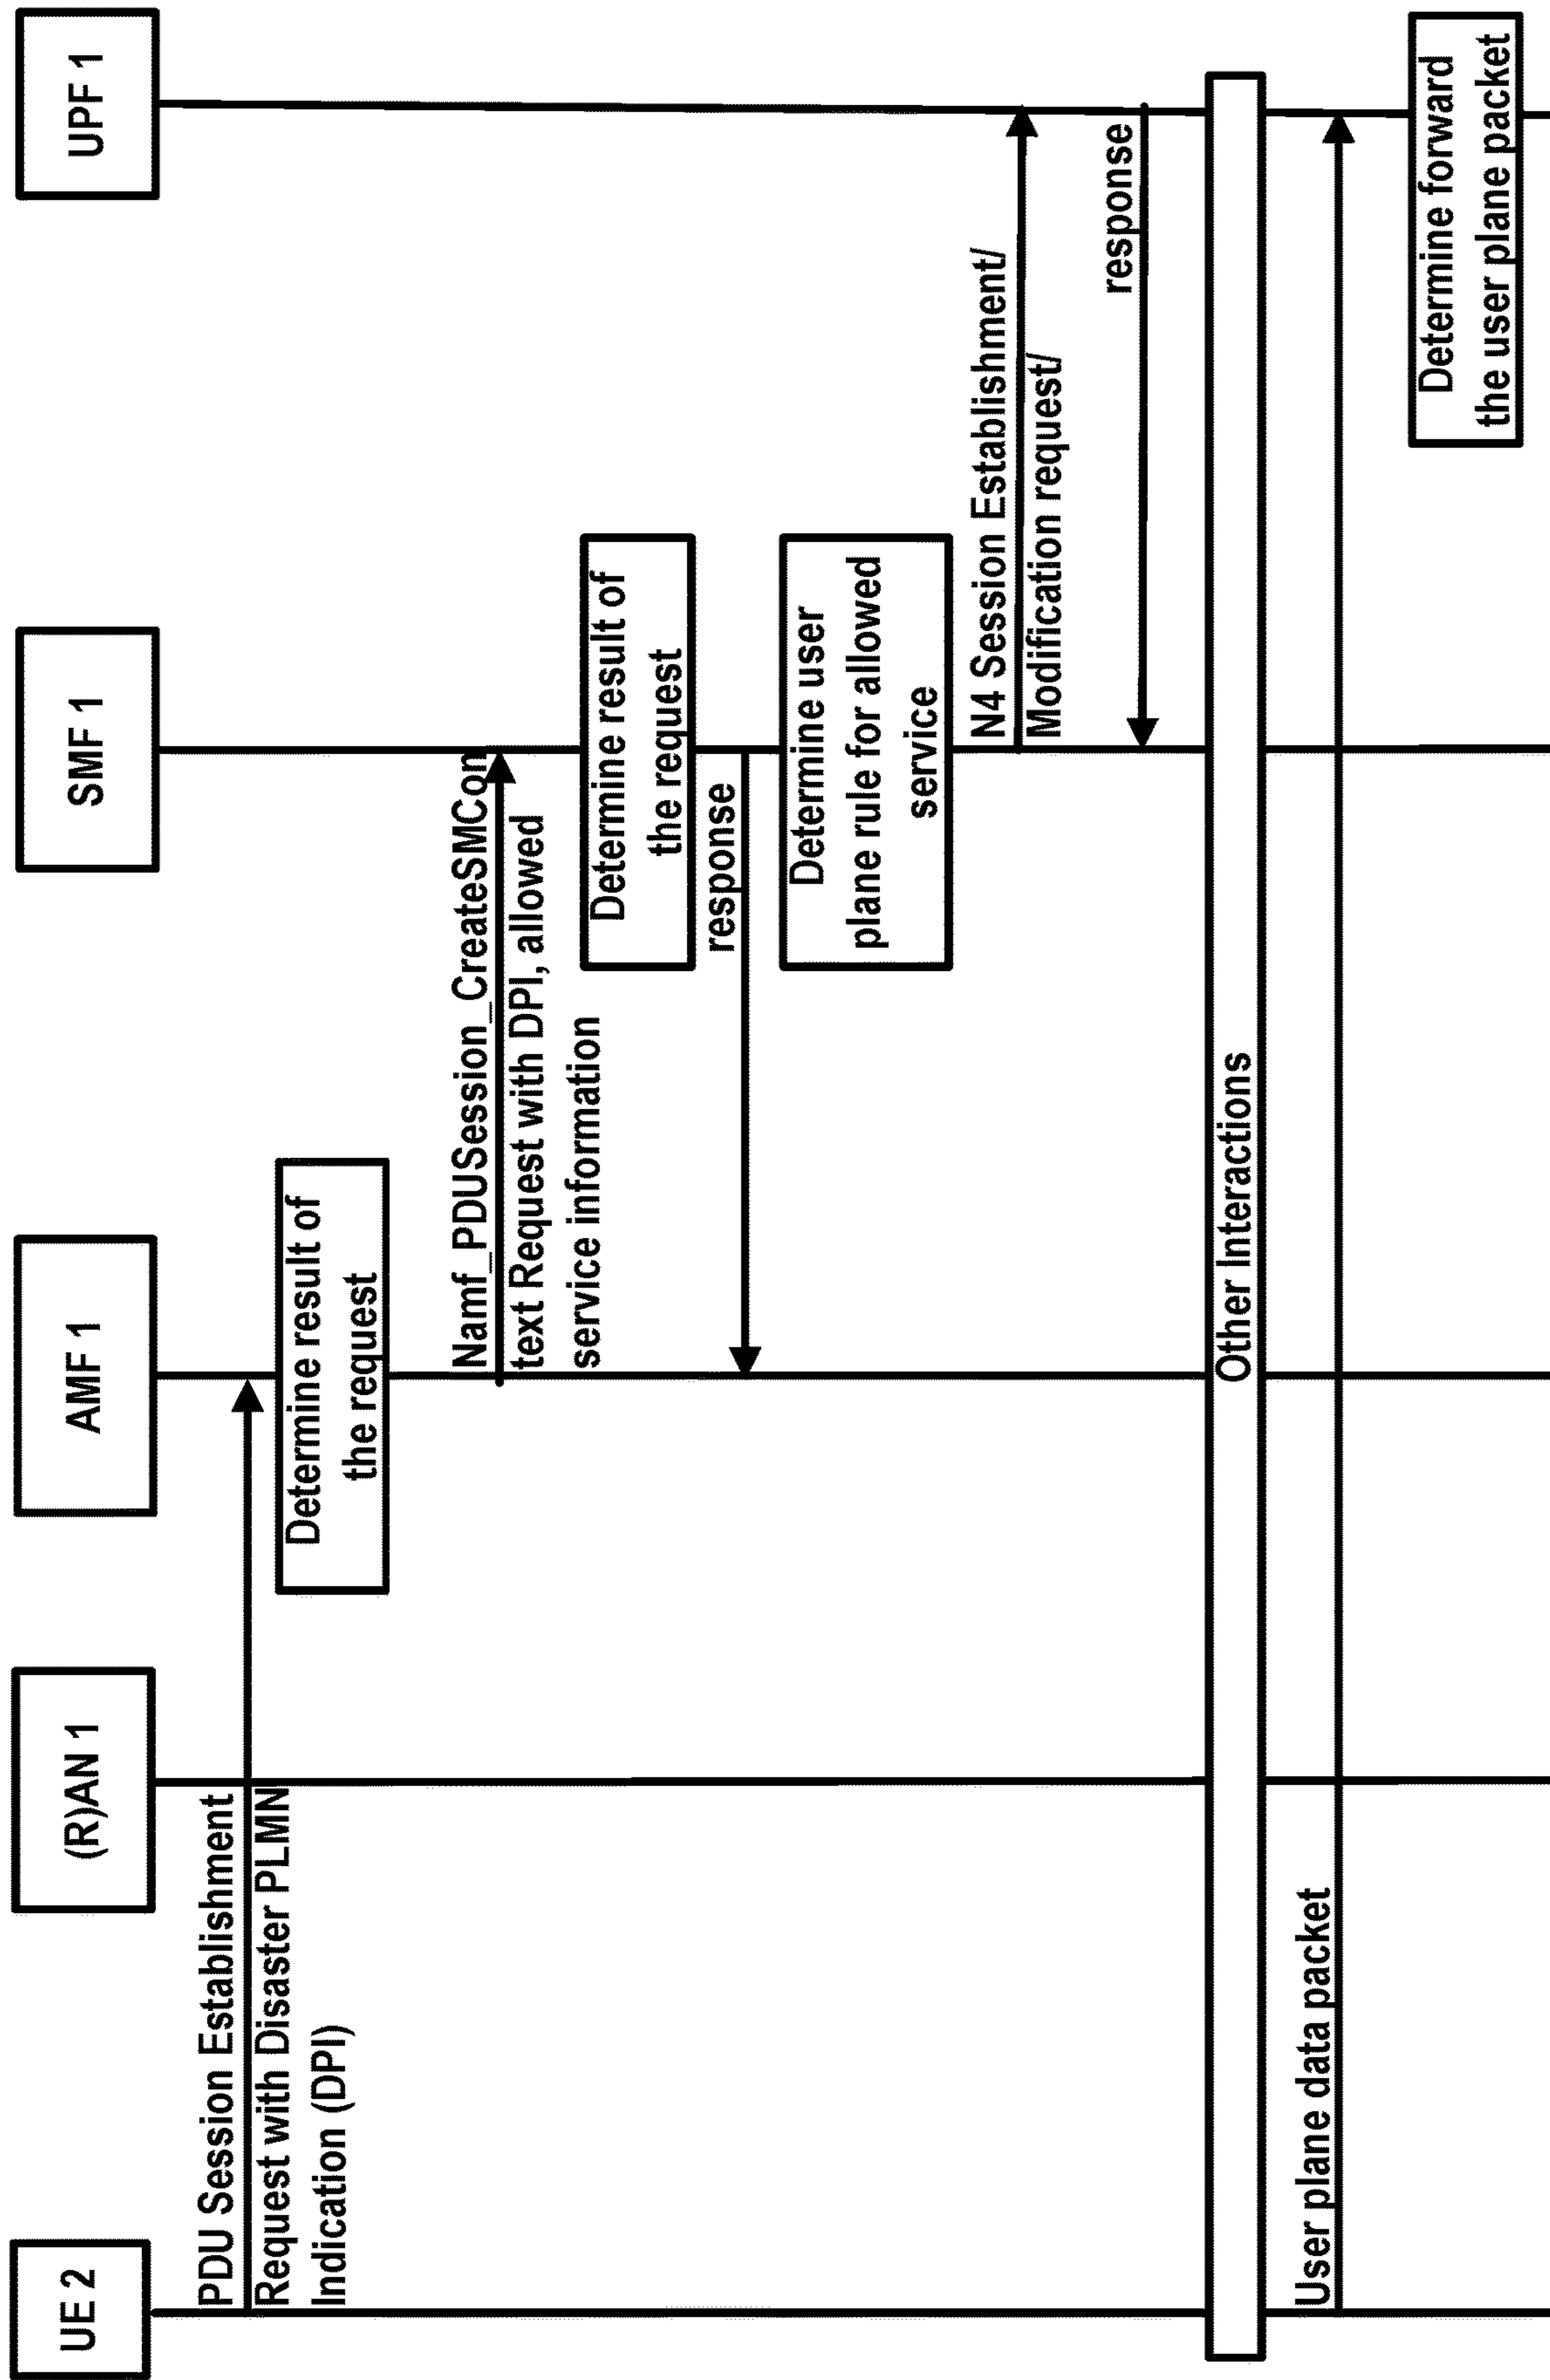 UE 2
(R)AN 1
AMF 1
SMF 1
UPF 1
PDU Session Establishment
Request with Disaster PLMN
Indication (DPI)
Determine result of
the request
Namf_PDUSession_CreateSMCon
text Request with DPI, allowed
service information
Determine result of
the request
response
Determine user
plane rule for allowed
service
N4 Session Establishment/
Modification request/
response
Other Interactions
User plane data packet
Determine forward
the user plane packet